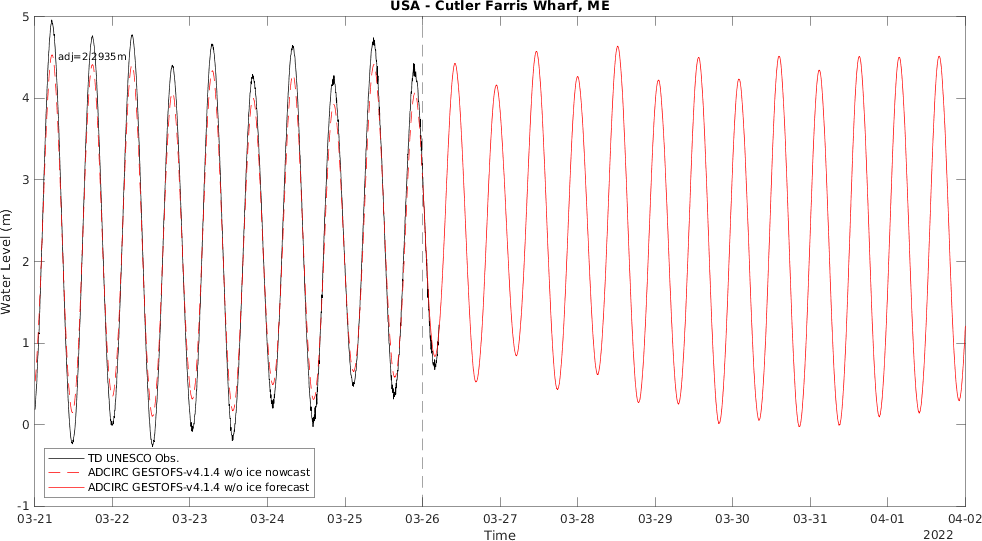 USA - Cutler Farris Wharf, ME
adj=2.2935m
Water Level (m)
5
4
3
2
1
0
-1
TD UNESCO Obs.
ADCIRC GESTOFS-v4.1.4 w/o ice nowcast
ADCIRC GESTOFS-v4.1.4 w/o ice forecast
03-21 03-22 03-23 03-24 03-25 03-26 03-27 03-28 03-29 03-30 03-31 04-01 04-02
Time
2022